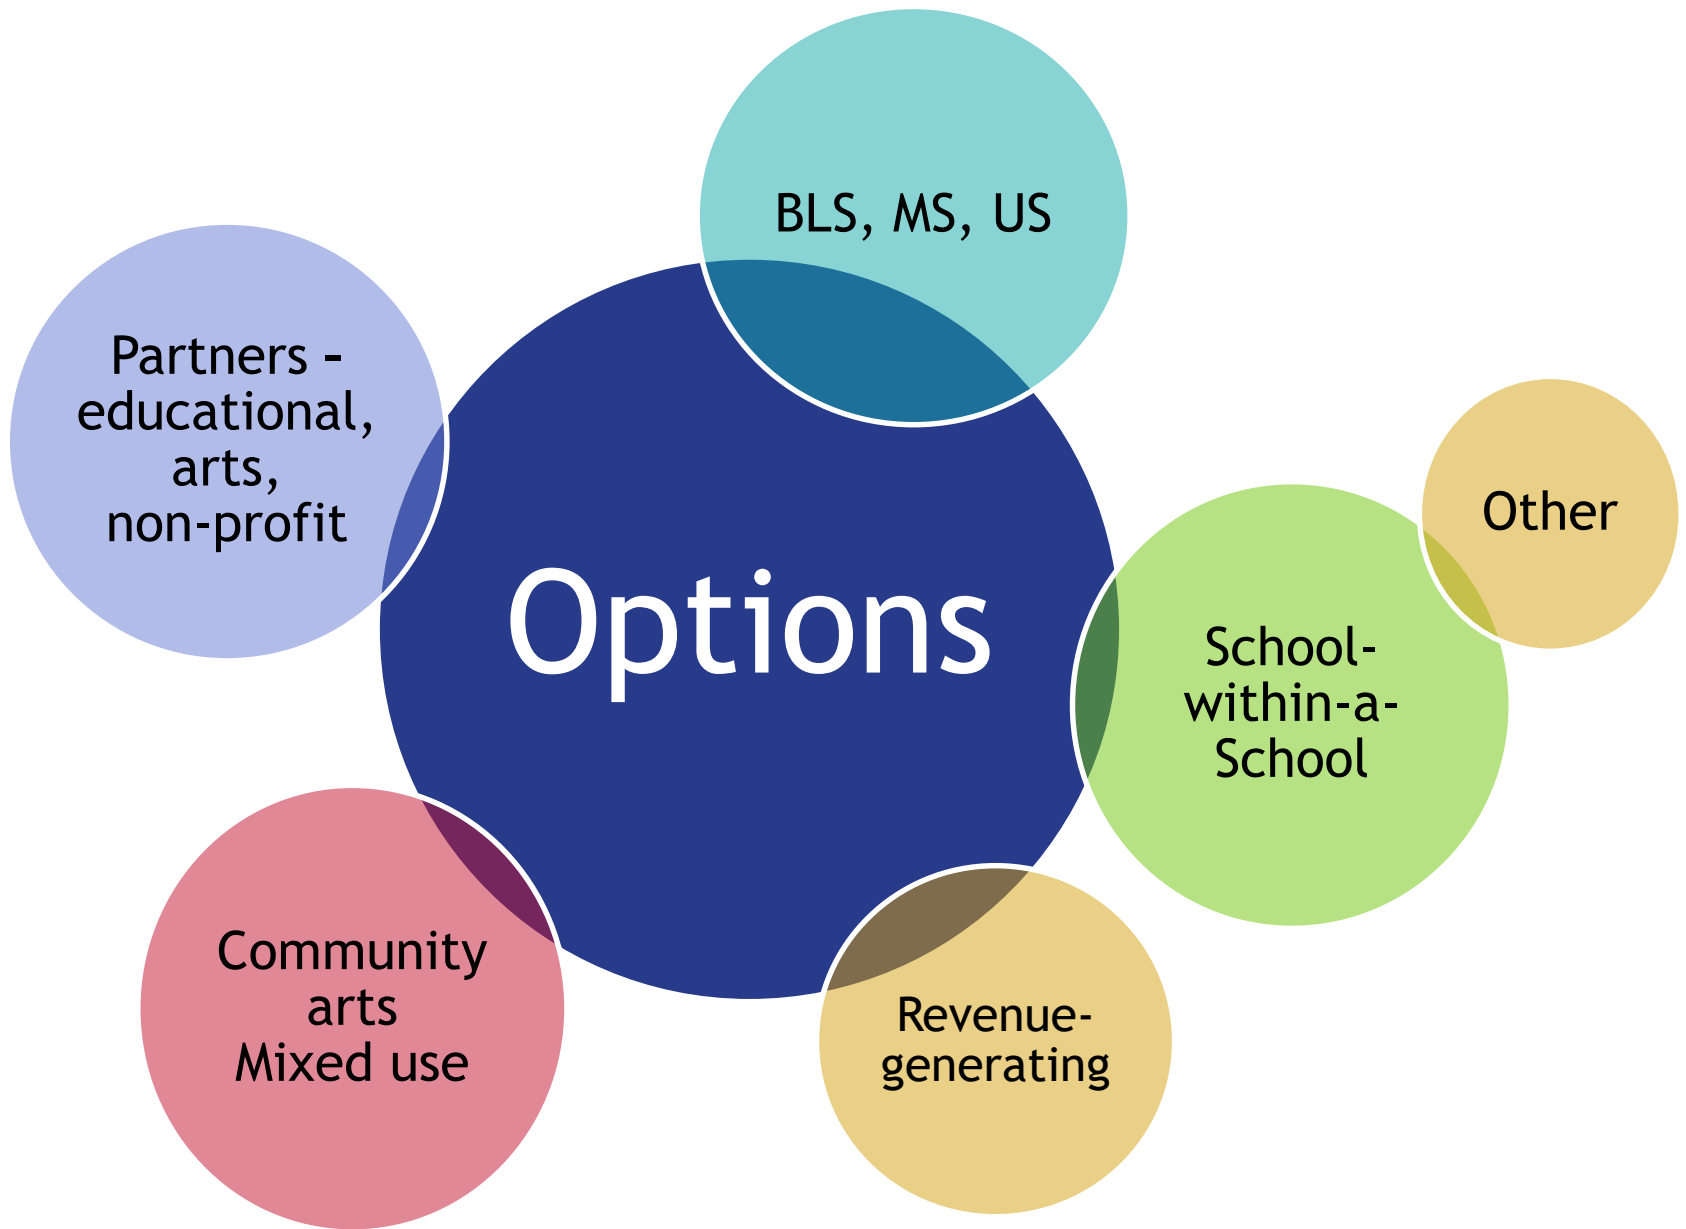 BLS, MS, US
Partners –
educational,
arts,
non-profit
Options
Other
School-
within-a-
School
Community
arts
Mixed use
Revenue-
generating